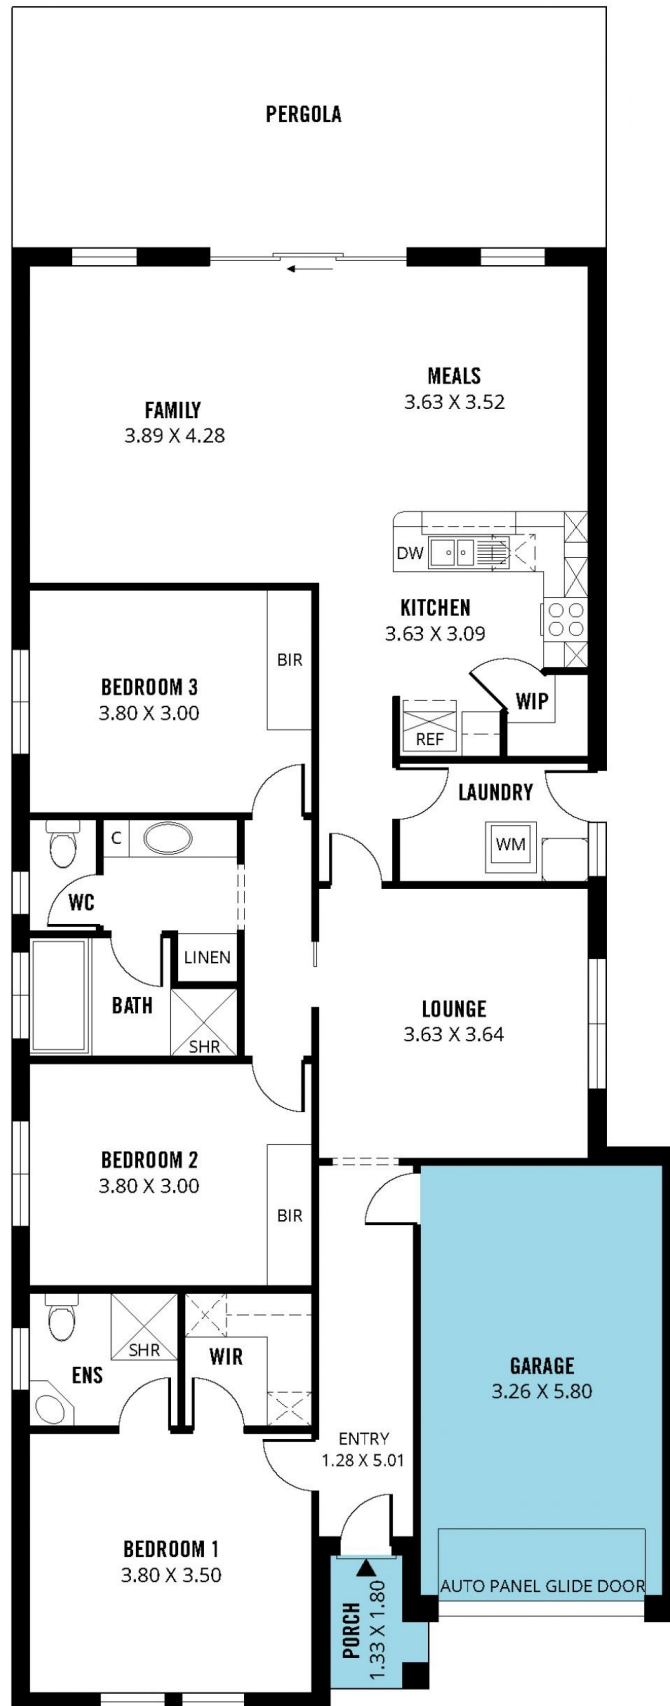 PERGOLA
MEALS
3.63 X 3.52
FAMILY
3.89 X 4.28
DW
KITCHEN
3.63 X 3.09
BIR
BEDROOM 3
3.80 X 3.00
WIP
REF
LAUNDRY
WM
C
WC
LINEN
BATH
SHR
LOUNGE
3.63 X 3.64
BEDROOM 2
3.80 X 3.00
BIR
SHR
WIR
ENS
GARAGE
3.26 X 5.80
ENTRY
1.28 X 5.01
BEDROOM 1
3.80 X 3.50
AUTO PANEL GLIDE DOOR
PORCH
1.33 X 1.80